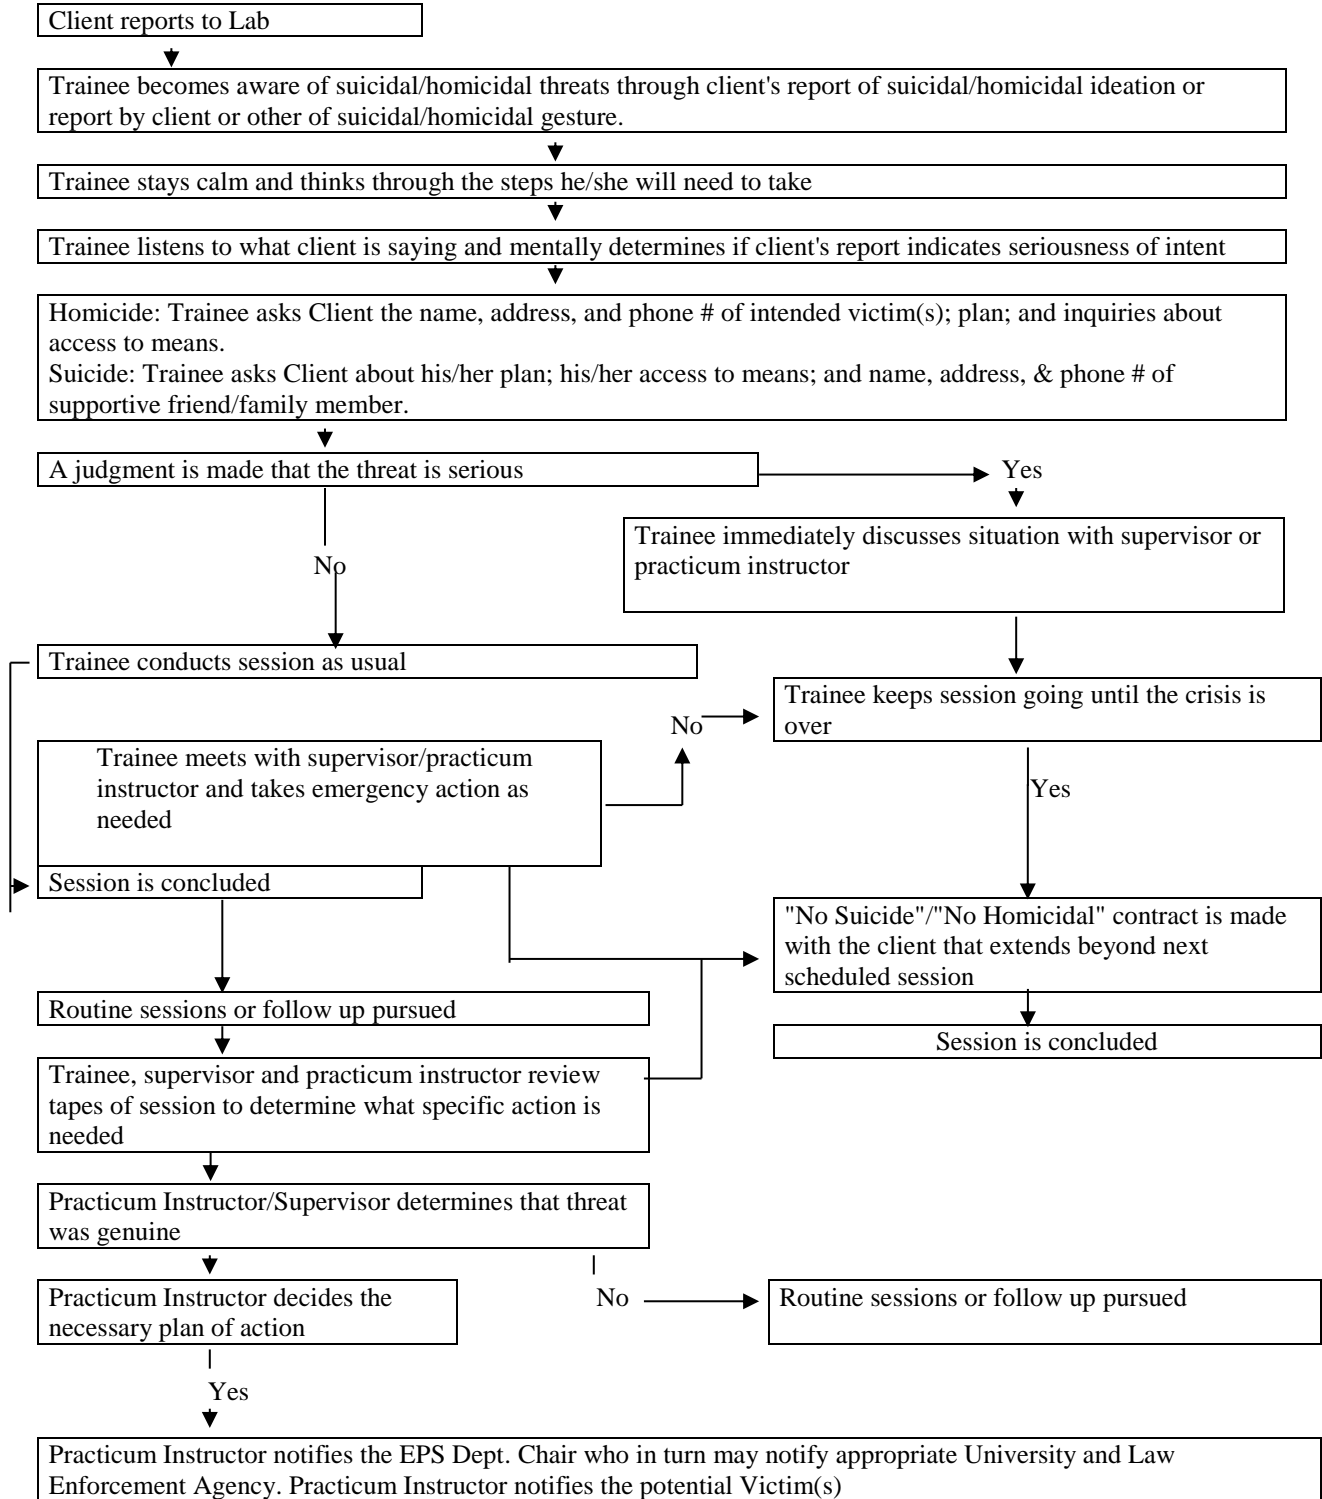 Client reports to Lab
Trainee becomes aware of suicidal/homicidal threats through client's report of suicidal/homicidal ideation or
report by client or other of suicidal/homicidal gesture.
Trainee stays calm and thinks through the steps he/she will need to take
Trainee listens to what client is saying and mentally determines if client's report indicates seriousness of intent
Homicide: Trainee asks Client the name, address, and phone # of intended victim(s); plan; and inquiries about
access to means.
Suicide: Trainee asks Client about his/her plan; his/her access to means; and name, address, & phone # of
supportive friend/family member.
A judgment is made that the threat is serious
Yes
Trainee immediately discusses situation with supervisor or
practicum instructor
No
Trainee conducts session as usual
Trainee keeps session going until the crisis is
over
No
Trainee meets with supervisor/practicum
instructor and takes emergency action as
needed
Yes
Session is concluded
"No Suicide"/"No Homicidal" contract is made
with the client that extends beyond next
scheduled session
Routine sessions or follow up pursued
Session is concluded
Trainee, supervisor and practicum instructor review
tapes of session to determine what specific action is
needed
Practicum Instructor/Supervisor determines that threat
was genuine
Practicum Instructor decides the
necessary plan of action
No
Routine sessions or follow up pursued
Yes
Practicum Instructor notifies the EPS Dept. Chair who in turn may notify appropriate University and Law
Enforcement Agency. Practicum Instructor notifies the potential Victim(s)